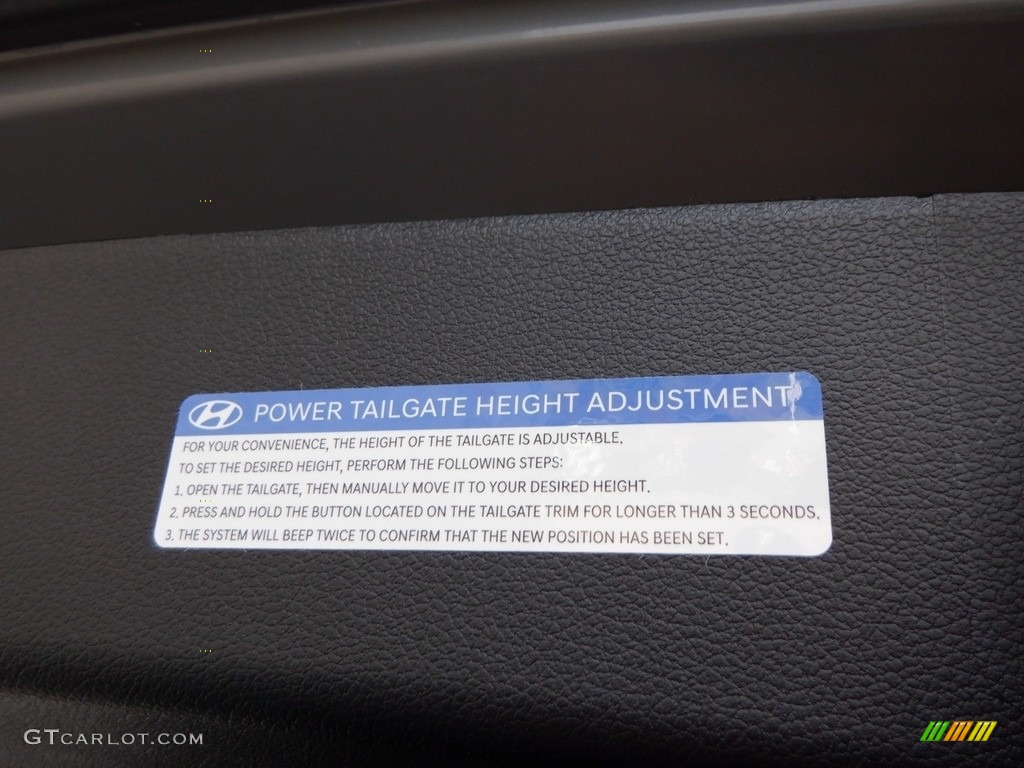 POWER TAILGATE HEIGHT ADJUSTMENT
FOR YOUR CONVENIENCE, THE HEIGHT OF THE TAILGATE IS ADJUSTABLE.
TO SET THE DESIRED HEIGHT, PERFORM THE FOLLOWING STEPS:
1. OPEN THE TAILGATE, THEN MANUALLY MOVE IT TO YOUR DESIRED HEIGHT.
2. PRESS AND HOLD THE BUTTON LOCATED ON THE TAILGATE TRIM FOR LONGER THAN 3 SECONDS.
3. THE SYSTEM WILL BEEP TWICE TO CONFIRM THAT THE NEW POSITION HAS BEEN SET.
GTCARLOT.COM